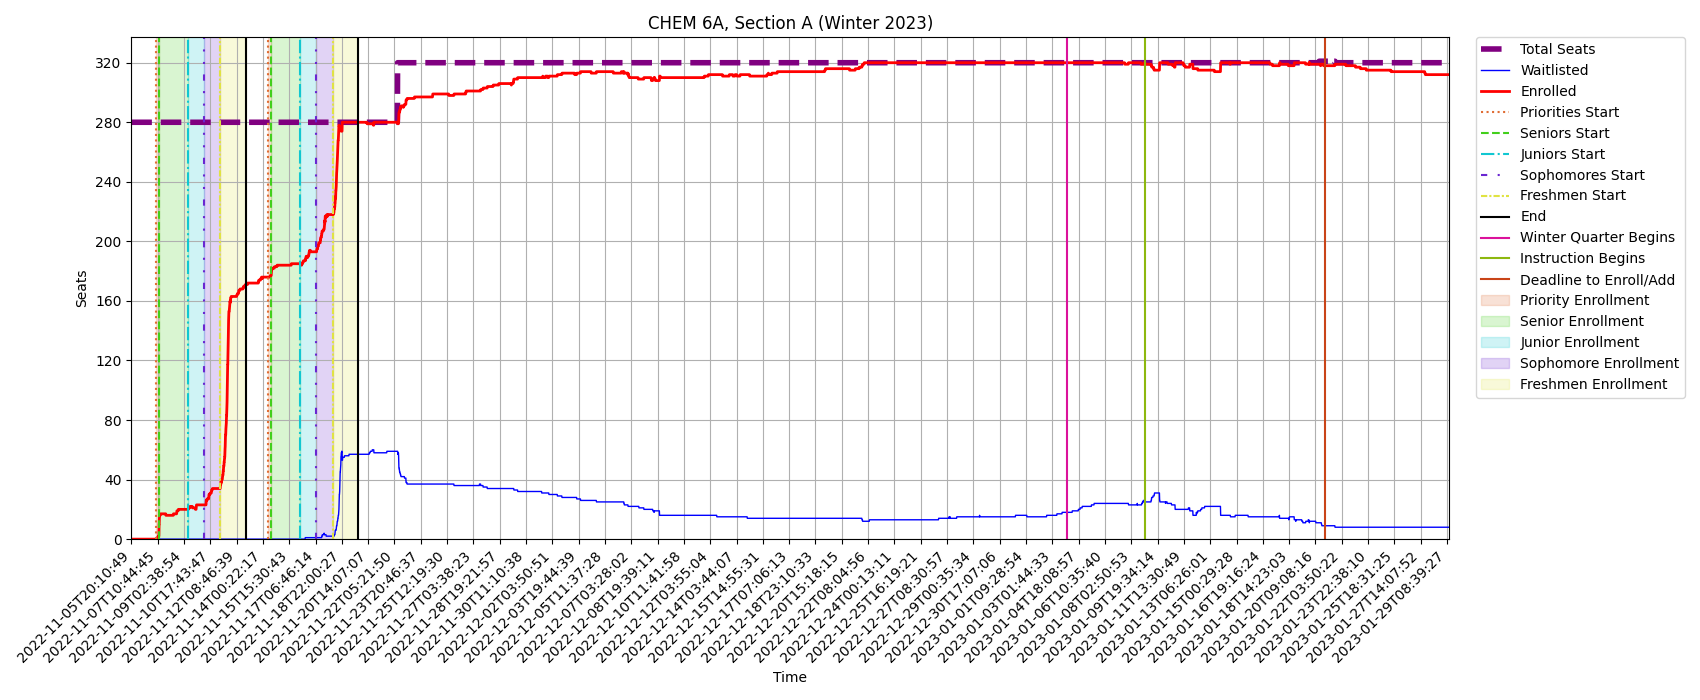 CHEM 6A, Section A (Winter 2023)
Seats
320
280
240
200
160
120
80
40
0
2022-11-05T20:10:49
2022-11-07T10:44:45
2022-11-09T02:38:54
2022-11-10T17:43:47
2022-11-12T08:46:39
2022-11-14T00:22:17
2022-11-15T15:30:43
2022-11-17T06:46:14
2022-11-18T22:00:27
2022-11-20T14:07:07
2022-11-22T05:21:50
2022-11-23T20:46:37
2022-11-25T12:19:30
2022-11-27T03:38:23
2022-11-28T19:21:57
2022-11-30T11:10:38
2022-12-02T03:50:51
2022-12-03T19:44:39
2022-12-05T11:37:28
2022-12-07T03:28:02
2022-12-08T19:39:11
2022-12-10T11:41:58
2022-12-12T03:55:04
2022-12-13T03:44:07
2022-12-15T14:55:31
2022-12-17T07:06:13
2022-12-18T23:10:33
2022-12-20T15:18:15
2022-12-22T08:04:56
2022-12-24T00:13:11
2022-12-25T16:19:21
2022-12-27T08:30:57
2022-12-29T00:35:34
2022-12-30T17:07:06
2023-01-01T09:28:54
2023-01-03T01:44:33
2023-01-04T18:08:57
2023-01-06T10:35:40
2023-01-08T02:50:53
2023-01-09T19:34:14
2023-01-11T11:30:49
2023-01-13T06:26:01
2023-01-15T00:29:28
2023-01-16T19:16:24
2023-01-18T14:23:03
2023-01-20T09:08:16
2023-01-22T03:50:22
2023-01-23T22:38:10
2023-01-25T18:31:25
2023-01-27T14:07:52
2023-01-29T08:39:27
Time
Total Seats
Waitlisted
Enrolled
Priorities Start
Seniors Start
Juniors Start
Sophomores Start
Freshmen Start
End
Winter Quarter Begins
Instruction Begins
Deadline to Enroll/Add
Priority Enrollment
Senior Enrollment
Junior Enrollment
Sophomore Enrollment
Freshmen Enrollment